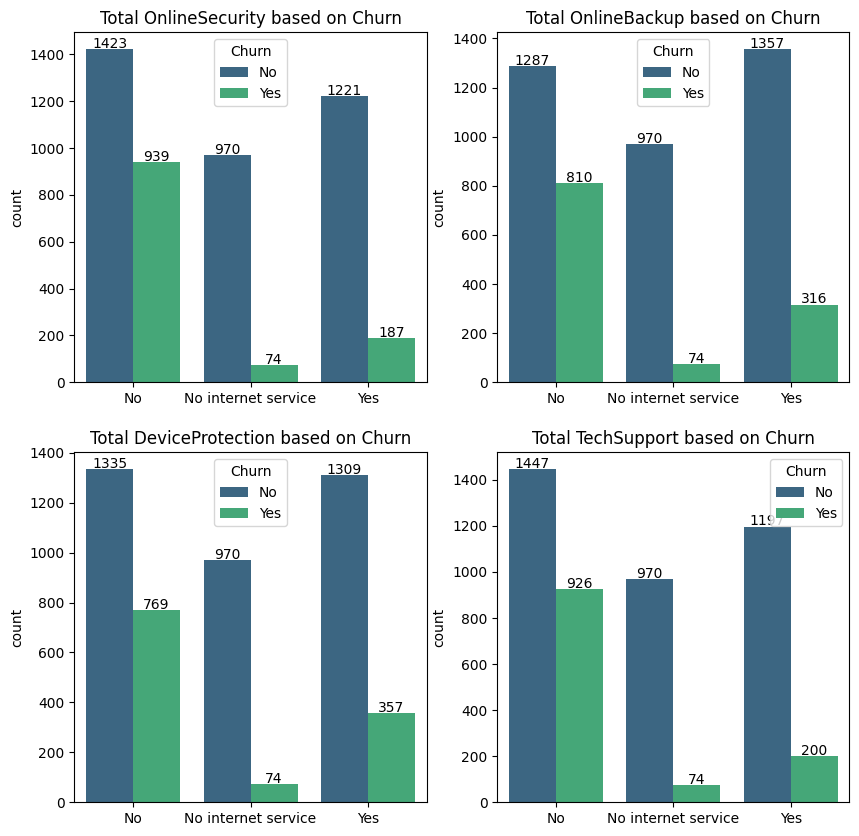 Total OnlineSecurity based on Churn
1423
939
970
74
1221
187
Churn
No
Yes
count
0
200
400
600
800
1000
1200
1400
No
No internet service
Yes
Total OnlineBackup based on Churn
1287
810
970
74
1357
316
Churn
No
Yes
count
0
200
400
600
800
1000
1200
1400
No
No internet service
Yes
Total DeviceProtection based on Churn
1335
769
970
74
1309
357
Churn
No
Yes
count
0
200
400
600
800
1000
1200
1400
No
No internet service
Yes
Total TechSupport based on Churn
1447
926
970
74
1197
200
Churn
No
Yes
count
0
200
400
600
800
1000
1200
1400
No
No internet service
Yes